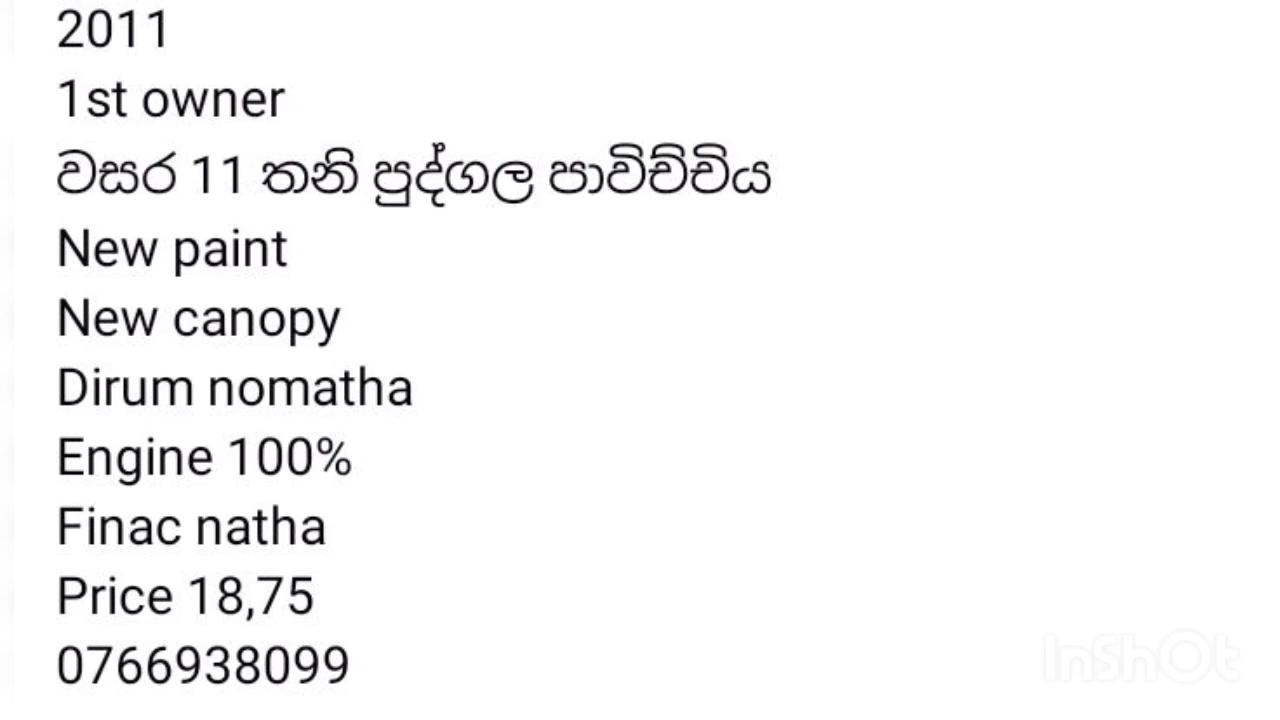 2011
1st owner
වසර 11 තනි පුද්ගල පාවිච්චිය
New paint
New canopy
Dirum nomatha
Engine 100%
Finac natha
Price 18,75
0766938099
InShOt